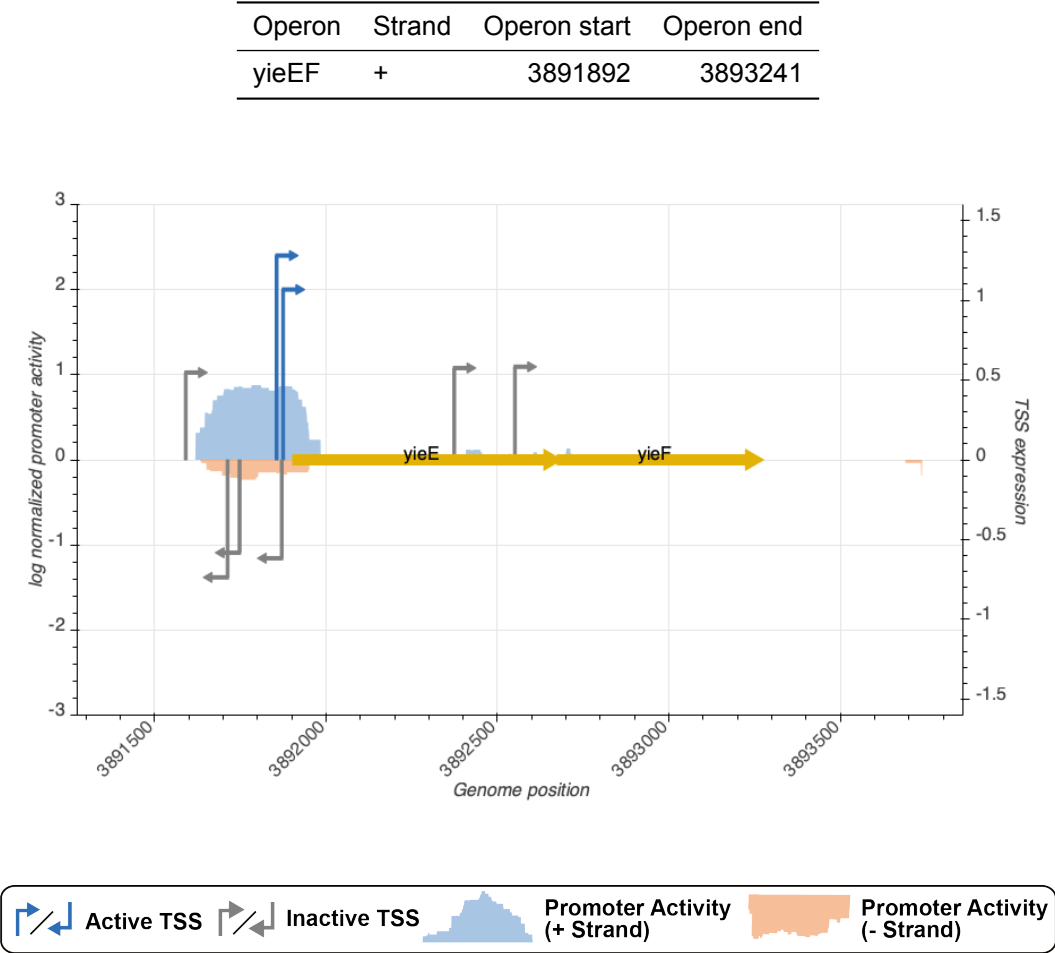 Operon Strand Operon start Operon end
yieEF + 3891892 3893241
3
2
1
0
-1
-2
-3
log normalized promoter activity
1.5
1
0.5
0
-0.5
-1
-1.5
TSS expression
yieE yieF
3891500 3892000 3892500 3893000 3893500
Genome position
Active TSS
Inactive TSS
Promoter Activity
(+ Strand)
Promoter Activity
(- Strand)